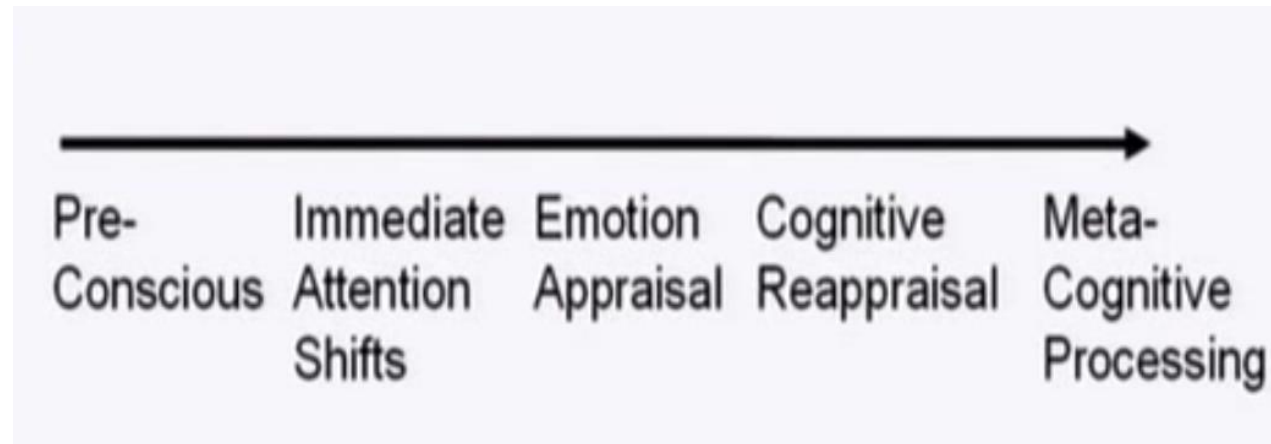 Pre-
Conscious
Immediate
Attention
Shifts
Emotion
Appraisal
Cognitive
Reappraisal
Meta-
Cognitive
Processing